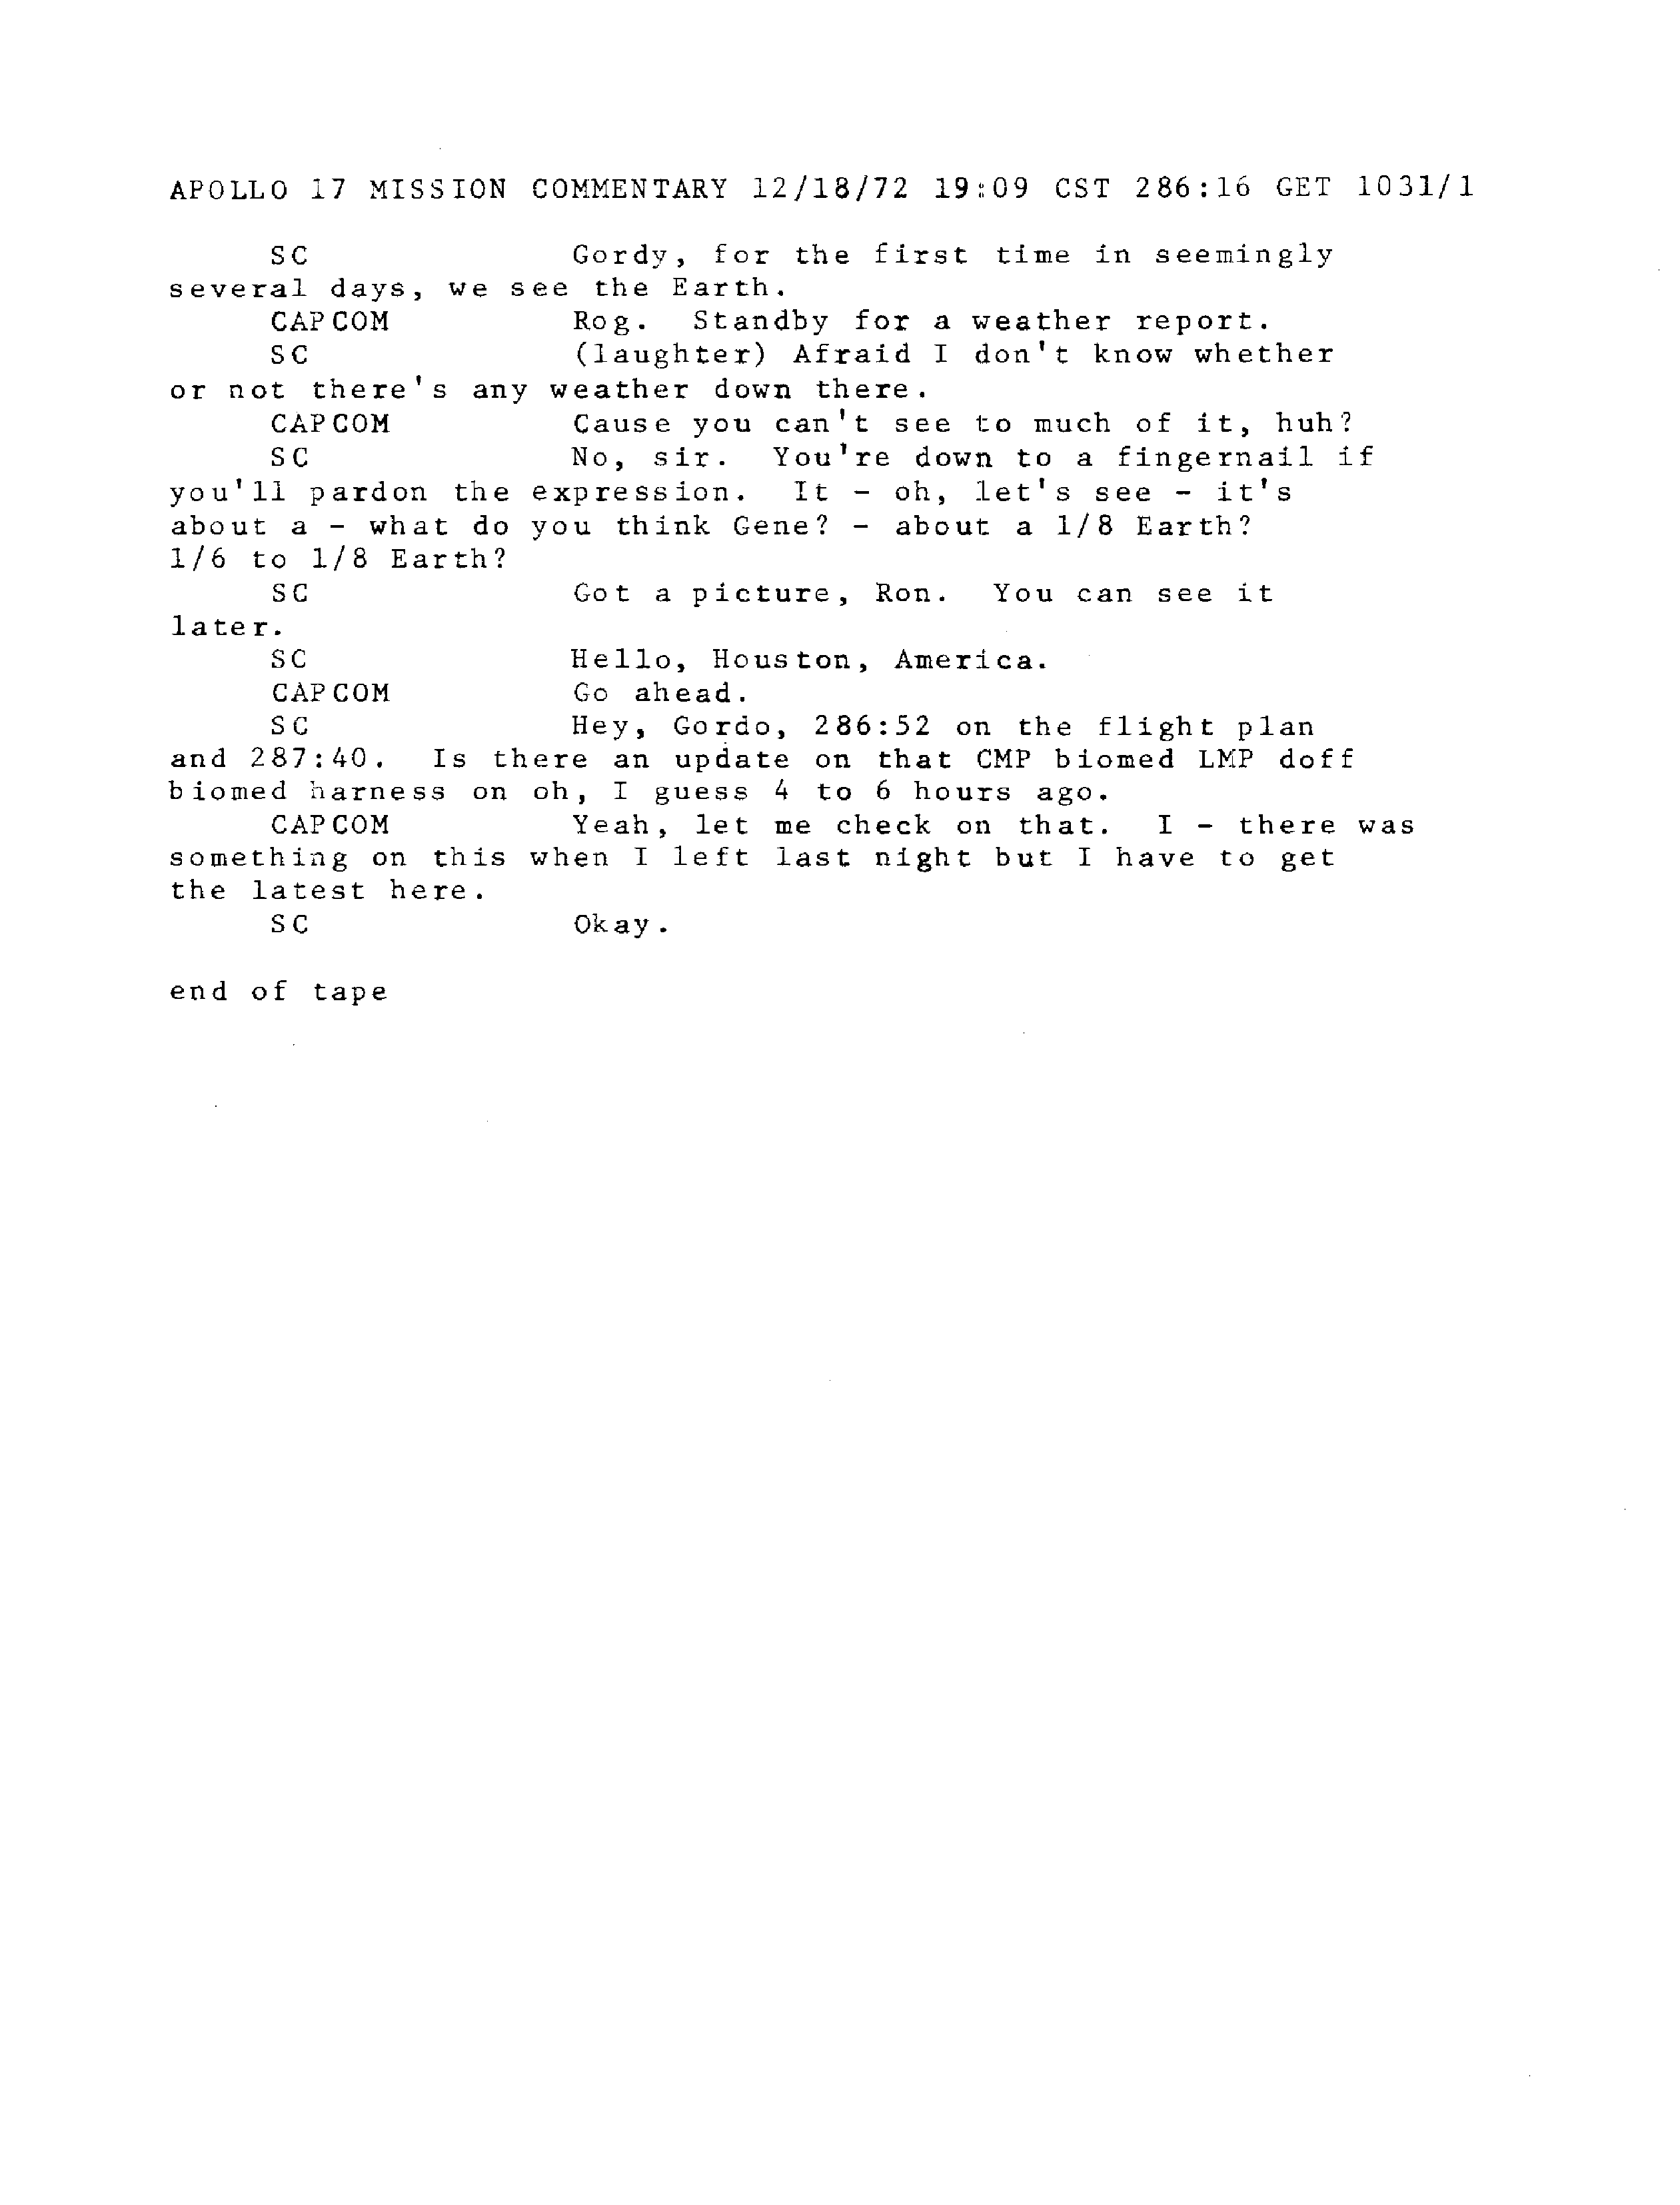 APOLLO 17 MISSION COMMENTARY 12/18/72 19:09 CST 286:16 GET 1031/1
SC Gordy, for the first time in seemingly
several days, we see the Earth.
CAPCOM Rog. Standby for a weather report.
SC (laughter) Afraid I don't know whether
or not there's any weather down there.
CAPCOM Cause you can't see to much of it, huh?
SC No, sir. You're down to a fingernail if
you'll pardon the expression. It - oh, let's see - it's
about a - what do you think Gene? - about a 1/8 Earth?
1/6 to 1/8 Earth?
SC Got a picture, Ron. You can see it
later.
SC Hello, Houston, America.
CAPCOM Go ahead.
SC Hey, Gordo, 286:52 on the flight plan
and 287:40. Is there an update on that CMP biomed LMP doff
biomed harness on oh, I guess 4 to 6 hours ago.
CAPCOM Yeah, let me check on that. I - there was
something on this when I left last night but I have to get
the latest here.
SC Okay.
end of tape